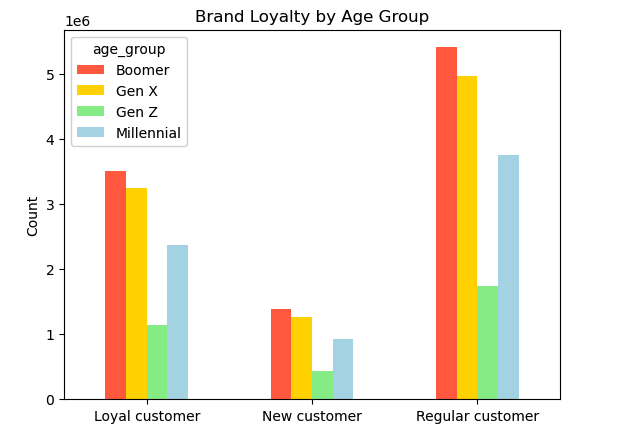 Brand Loyalty by Age Group
1e6
age_group
Boomer
Gen X
Gen Z
Millennial
Count
5
4
3
2
1
0
Loyal customer
New customer
Regular customer